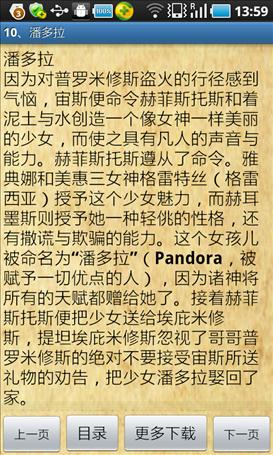 13:59
10、潘多拉
潘多拉
因为对普罗米修斯盗火的行径感到
气恼，宙斯便命令赫菲斯托斯和着
泥土与水创造一个像女神一样美丽
的少女，而使之具有凡人的声音与
能力。赫菲斯托斯遵从了命令。雅
典娜和美惠三女神格雷特丝（格雷
西亚）授予这个少女魅力，而赫耳
墨斯则授予她一种轻佻的性格，还
有撒谎与欺骗的能力。这个女孩儿
被命名为“潘多拉”（Pandora，被
赋予一切优点的人），因为诸神将
所有的天赋都赠给她了。接着赫菲
斯托斯便把少女送给埃庇米修
斯，提坦埃庇米修斯忽视了哥哥普
罗米修斯的绝对不要接受宙斯所送
礼物的劝告，把少女潘多拉娶回了
家。
上一页 目录 更多下载 下一页